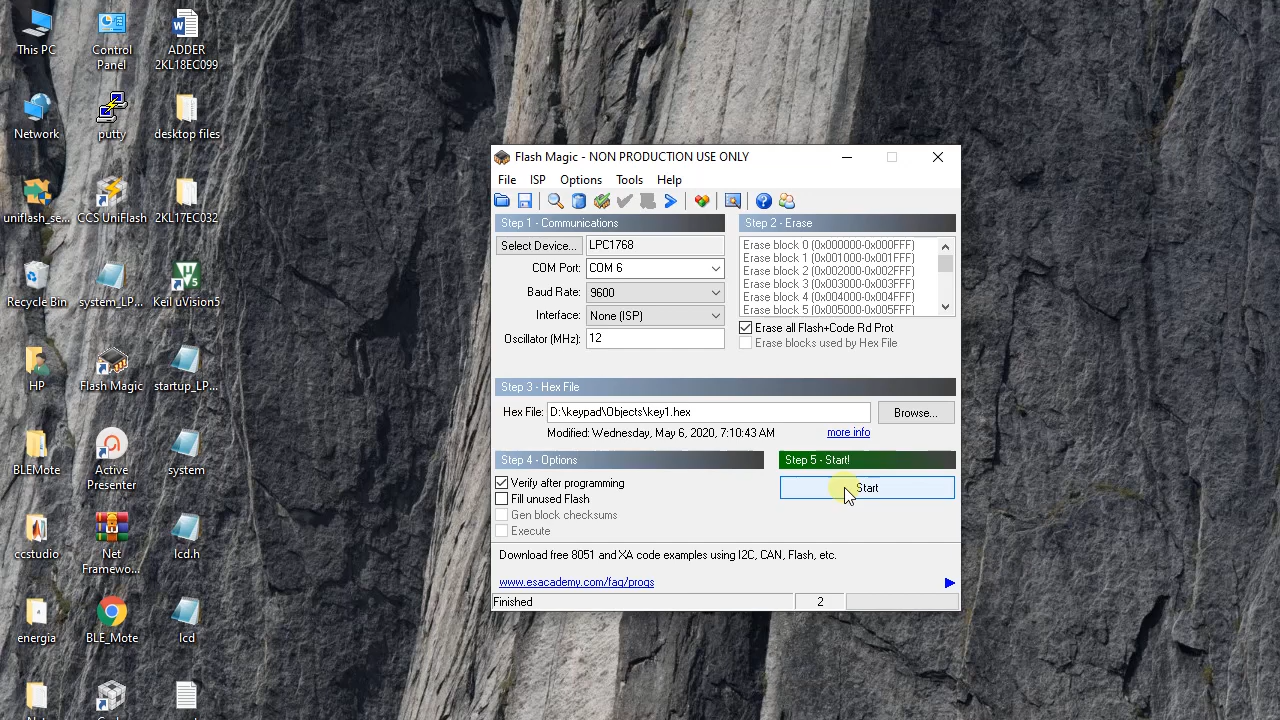 This PC
Control
Panel
ADDER
2KL18EC099
Network
putty
desktop files
uniflash_se...
CCS UniFlash
2KL17EC032
Recycle Bin
system_LP...
Keil uVision5
HP
Flash Magic
startup_LP...
BLEMote
Active
Presenter
system
ccstudio
Net
Framewo...
lcd.h
energia
BLE_Mote
lcd
Flash Magic - NON PRODUCTION USE ONLY
File ISP Options Tools Help
Step 1 - Communications
Select Device... LPC1768
COM Port: COM 6
Baud Rate: 9600
Interface: None (ISP)
Oscillator (MHz): 12
Step 2 - Erase
Erase block 0 (0x000000-0x000FFF)
Erase block 1 (0x001000-0x001FFF)
Erase block 2 (0x002000-0x002FFF)
Erase block 3 (0x003000-0x003FFF)
Erase block 4 (0x004000-0x004FFF)
Erase block 5 (0x005000-0x005FFF)
Erase all Flash+Code Rd Prot
Erase blocks used by Hex File
Step 3 - Hex File
Hex File: D:\keypad\Objects\key1.hex Browse...
Modified: Wednesday, May 6, 2020, 7:10:43 AM more info
Step 4 - Options
Verify after programming
Fill unused Flash
Gen block checksums
Execute
Step 5 - Start!
Start
Download free 8051 and XA code examples using I2C, CAN, Flash, etc.
www.esacademy.com/faq/progs
Finished 2